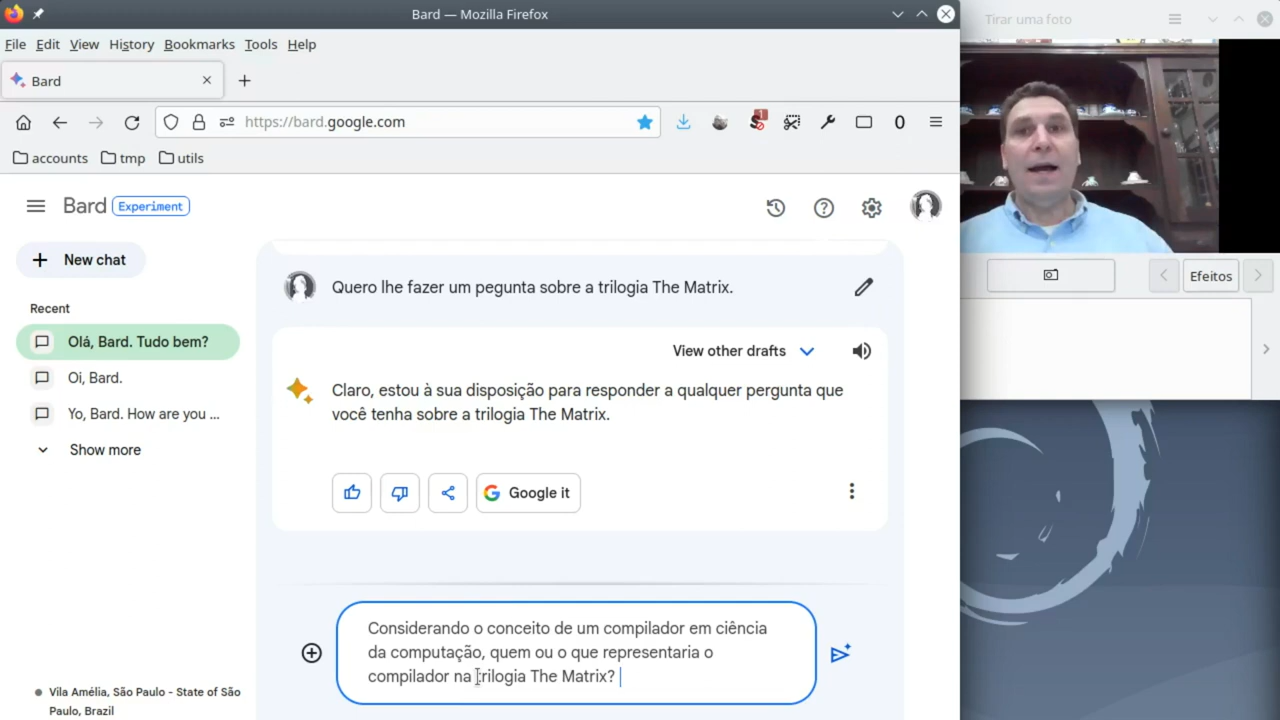 Bard — Mozilla Firefox
Tirar uma foto
File Edit View History Bookmarks Tools Help
Bard
https://bard.google.com
1
0
accounts tmp utils
Bard Experiment
New chat
Recent
Olá, Bard. Tudo bem?
Oi, Bard.
Yo, Bard. How are you ...
Show more
Vila Amélia, São Paulo - State of São
Paulo, Brazil
Quero lhe fazer um pegunta sobre a trilogia The Matrix.
View other drafts
Claro, estou à sua disposição para responder a qualquer pergunta que
você tenha sobre a trilogia The Matrix.
Google it
Considerando o conceito de um compilador em ciência
da computação, quem ou o que representaria o
compilador na trilogia The Matrix?
Efeitos